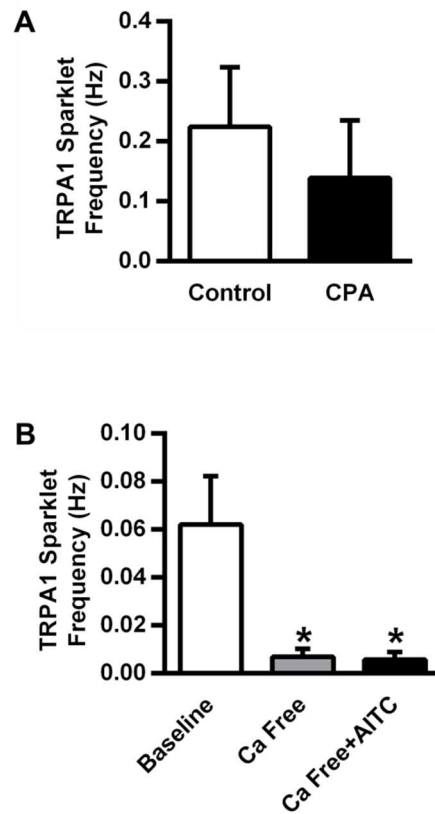 A
TRPA1 Sparklet
Frequency (Hz)
0.4
0.3
0.2
0.1
0.0
Control CPA
B
TRPA1 Sparklet
Frequency (Hz)
0.10
0.08
0.06
0.04
0.02
0.00
* *
Baseline
Ca Free
Ca Free+AITC